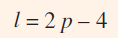 l = 2 p – 4